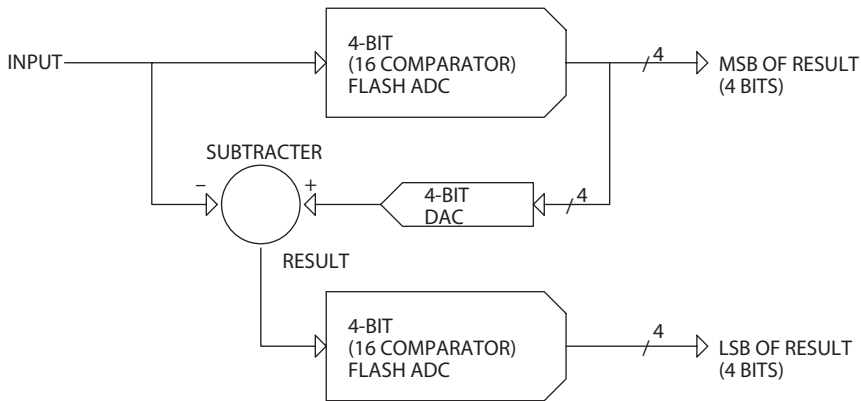 4-BIT
(16 COMPARATOR)
FLASH ADC
INPUT
4
MSB OF RESULT
(4 BITS)
SUBTRACTER
–
+
4-BIT
DAC
4
RESULT
4-BIT
(16 COMPARATOR)
FLASH ADC
4
LSB OF RESULT
(4 BITS)